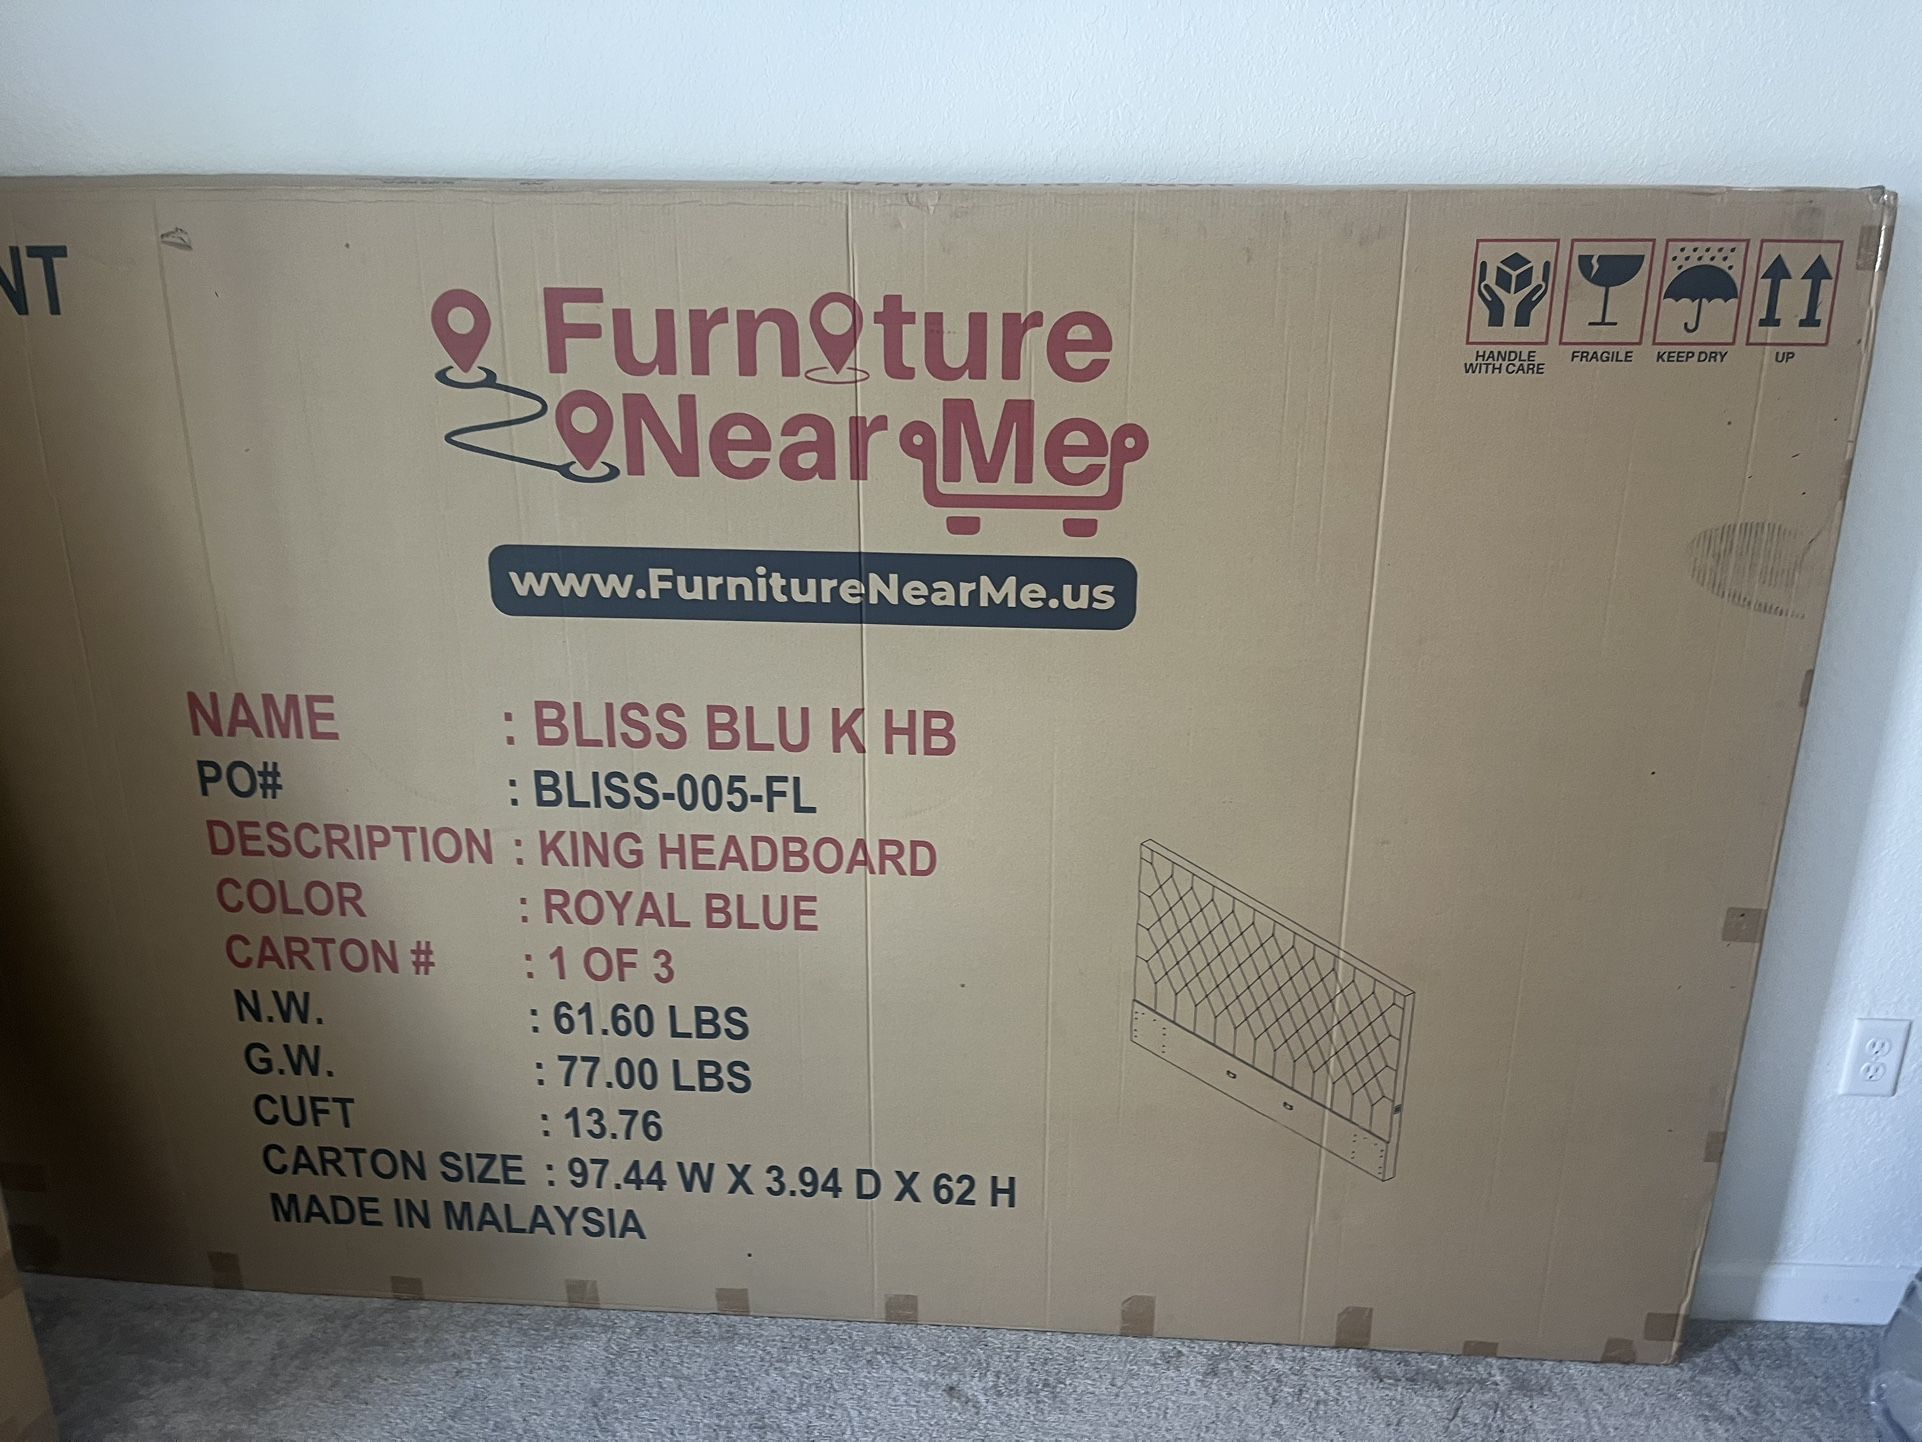 NT
Furniture
Near Me
www.FurnitureNearMe.us
HANDLE WITH CARE
FRAGILE
KEEP DRY
UP
NAME : BLISS BLU K HB
PO# : BLISS-005-FL
DESCRIPTION : KING HEADBOARD
COLOR : ROYAL BLUE
CARTON # : 1 OF 3
N.W. : 61.60 LBS
G.W. : 77.00 LBS
CUFT : 13.76
CARTON SIZE : 97.44 W X 3.94 D X 62 H
MADE IN MALAYSIA